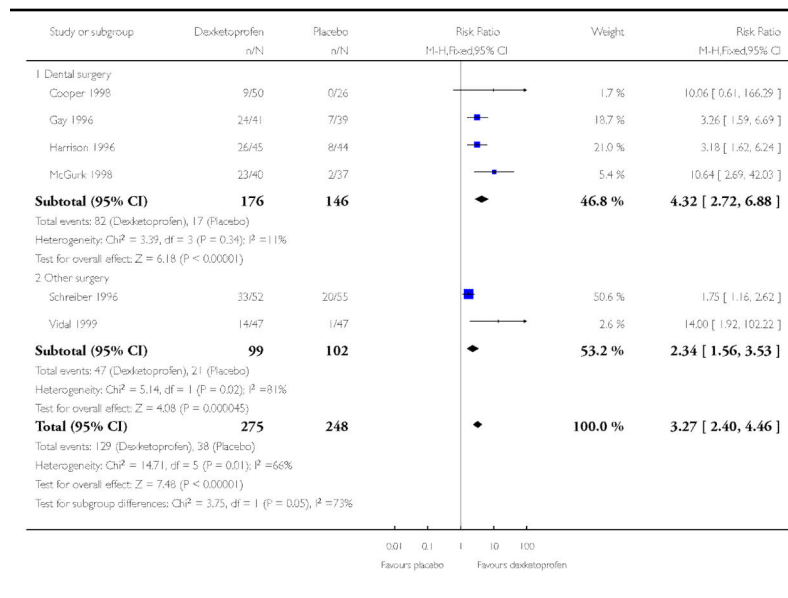 Study or subgroup Dexketoprofen Placebo Risk Ratio Weight Risk Ratio
n/N n/N M-H,Fixed,95% CI M-H,Fixed,95% CI
1 Dental surgery
Cooper 1998 9/50 0/26 1.7 % 10.06 [ 0.61, 166.29 ]
Gay 1996 24/41 7/39 18.7 % 3.26 [ 1.59, 6.69 ]
Harrison 1996 26/45 8/44 21.0 % 3.18 [ 1.62, 6.24 ]
McGurk 1998 23/40 2/37 5.4 % 10.64 [ 2.69, 42.03 ]
Subtotal (95% CI) 176 146 46.8 % 4.32 [ 2.72, 6.88 ]
Total events: 82 (Dexketoprofen), 17 (Placebo)
Heterogeneity: Chi² = 3.39, df = 3 (P = 0.34); I² =11%
Test for overall effect: Z = 6.18 (P < 0.00001)
2 Other surgery
Schreiber 1996 33/52 20/55 50.6 % 1.75 [ 1.16, 2.62 ]
Vidal 1999 14/47 1/47 2.6 % 14.00 [ 1.92, 102.22 ]
Subtotal (95% CI) 99 102 53.2 % 2.34 [ 1.56, 3.53 ]
Total events: 47 (Dexketoprofen), 21 (Placebo)
Heterogeneity: Chi² = 5.14, df = 1 (P = 0.02); I² =81%
Test for overall effect: Z = 4.08 (P = 0.000045)
Total (95% CI) 275 248 100.0 % 3.27 [ 2.40, 4.46 ]
Total events: 129 (Dexketoprofen), 38 (Placebo)
Heterogeneity: Chi² = 14.71, df = 5 (P = 0.01); I² =66%
Test for overall effect: Z = 7.48 (P < 0.00001)
Test for subgroup differences: Chi² = 3.75, df = 1 (P = 0.05), I² =73%
0.01 0.1 1 10 100
Favours placebo Favours dexketoprofen